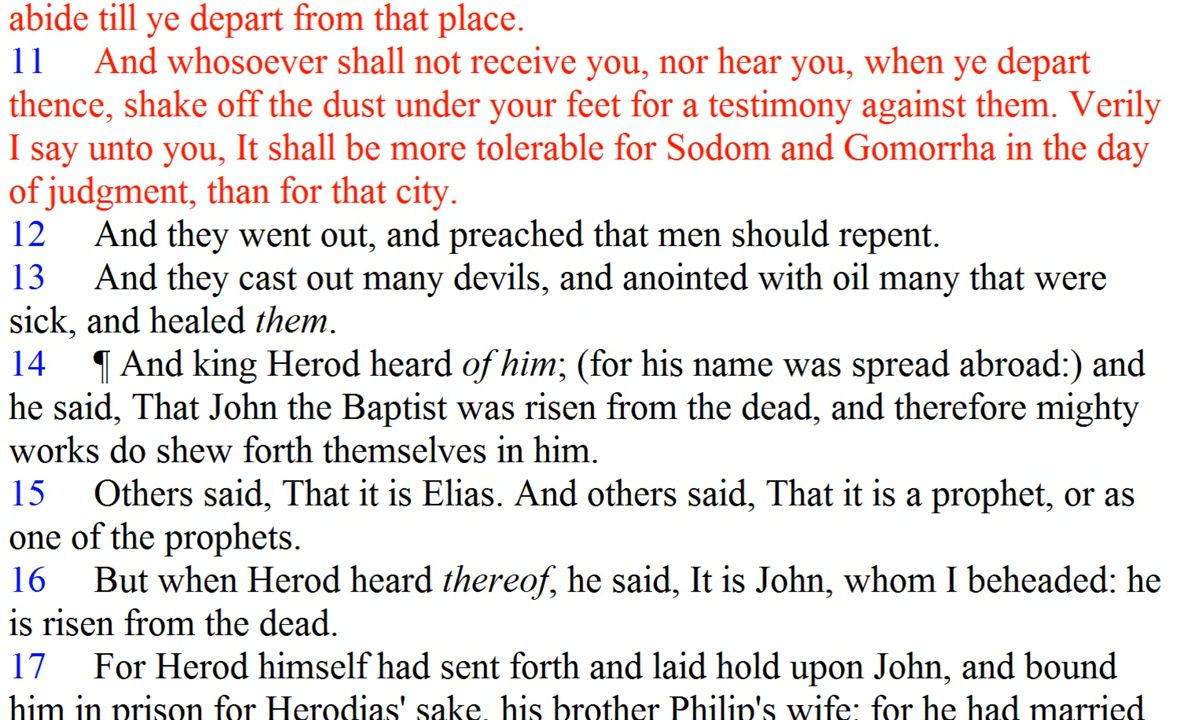 abide till ye depart from that place.
11 And whosoever shall not receive you, nor hear you, when ye depart
thence, shake off the dust under your feet for a testimony against them. Verily
I say unto you, It shall be more tolerable for Sodom and Gomorrha in the day
of judgment, than for that city.
12 And they went out, and preached that men should repent.
13 And they cast out many devils, and anointed with oil many that were
sick, and healed them.
14 ¶ And king Herod heard of him; (for his name was spread abroad:) and
he said, That John the Baptist was risen from the dead, and therefore mighty
works do shew forth themselves in him.
15 Others said, That it is Elias. And others said, That it is a prophet, or as
one of the prophets.
16 But when Herod heard thereof, he said, It is John, whom I beheaded: he
is risen from the dead.
17 For Herod himself had sent forth and laid hold upon John, and bound
him in prison for Herodias' sake, his brother Philip's wife: for he had married